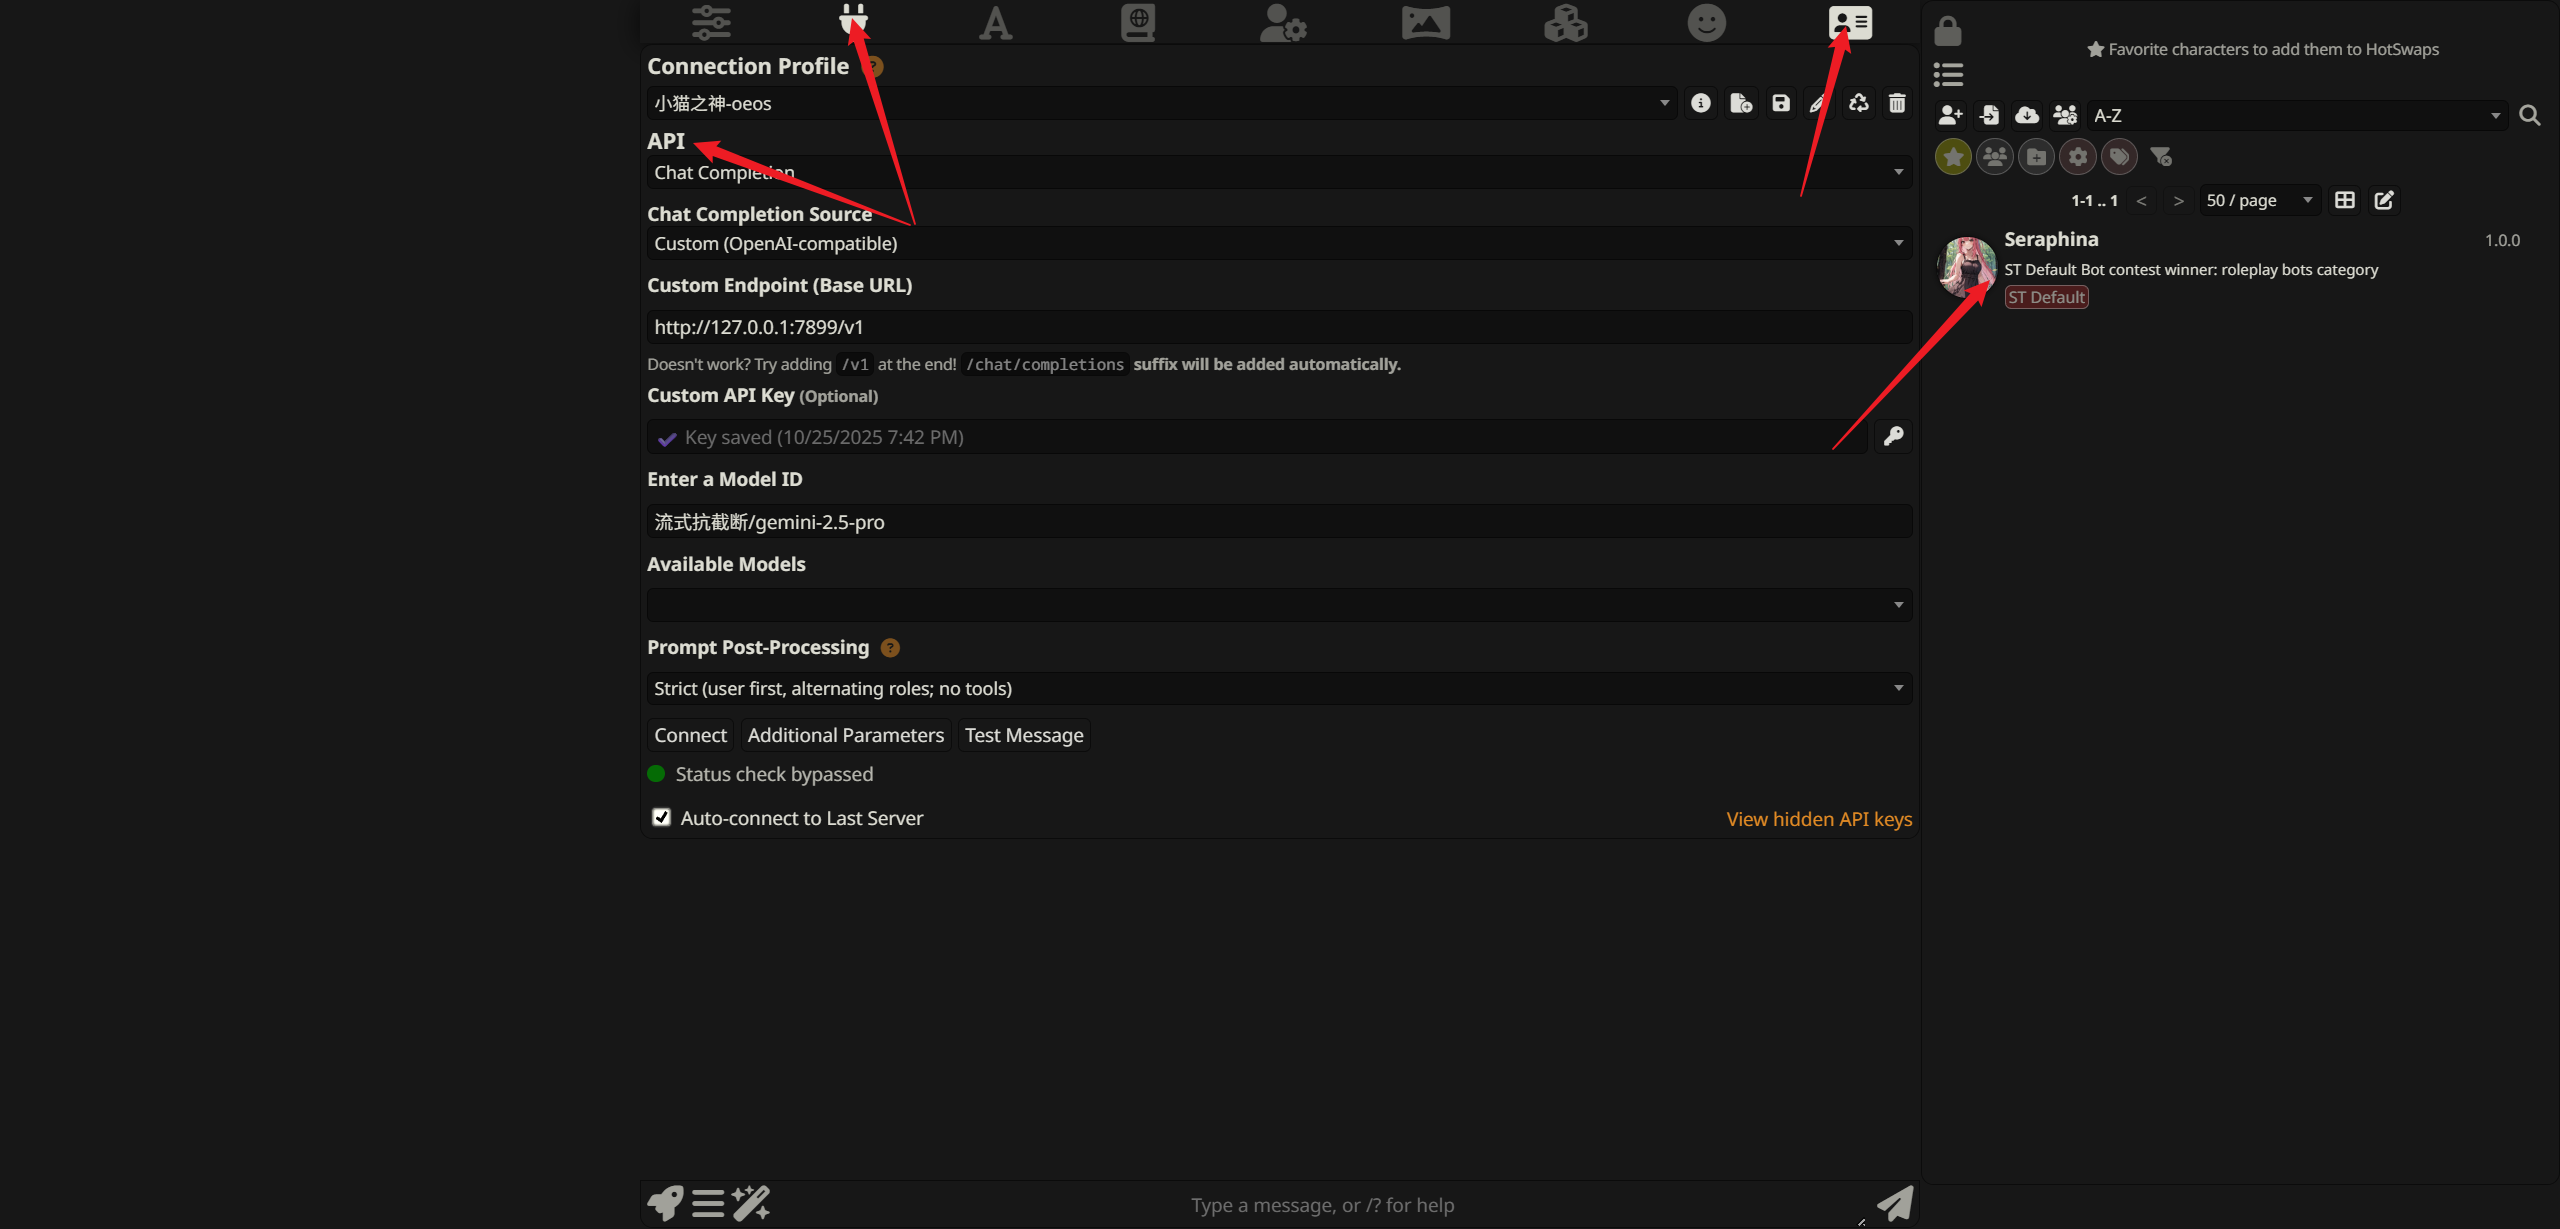 Connection Profile ?
小猫之神-oeos
API
Chat Completion
Chat Completion Source
Custom (OpenAI-compatible)
Custom Endpoint (Base URL)
http://127.0.0.1:7899/v1
Doesn't work? Try adding /v1 at the end! /chat/completions suffix will be added automatically.
Custom API Key (Optional)
Key saved (10/25/2025 7:42 PM)
Enter a Model ID
流式抗截断/gemini-2.5-pro
Available Models
Prompt Post-Processing ?
Strict (user first, alternating roles; no tools)
Connect Additional Parameters Test Message
Status check bypassed
Auto-connect to Last Server View hidden API keys
Type a message, or /? for help
Favorite characters to add them to HotSwaps
A-Z
1-1 .. 1 < > 50 / page
Seraphina 1.0.0
ST Default Bot contest winner: roleplay bots category
ST Default